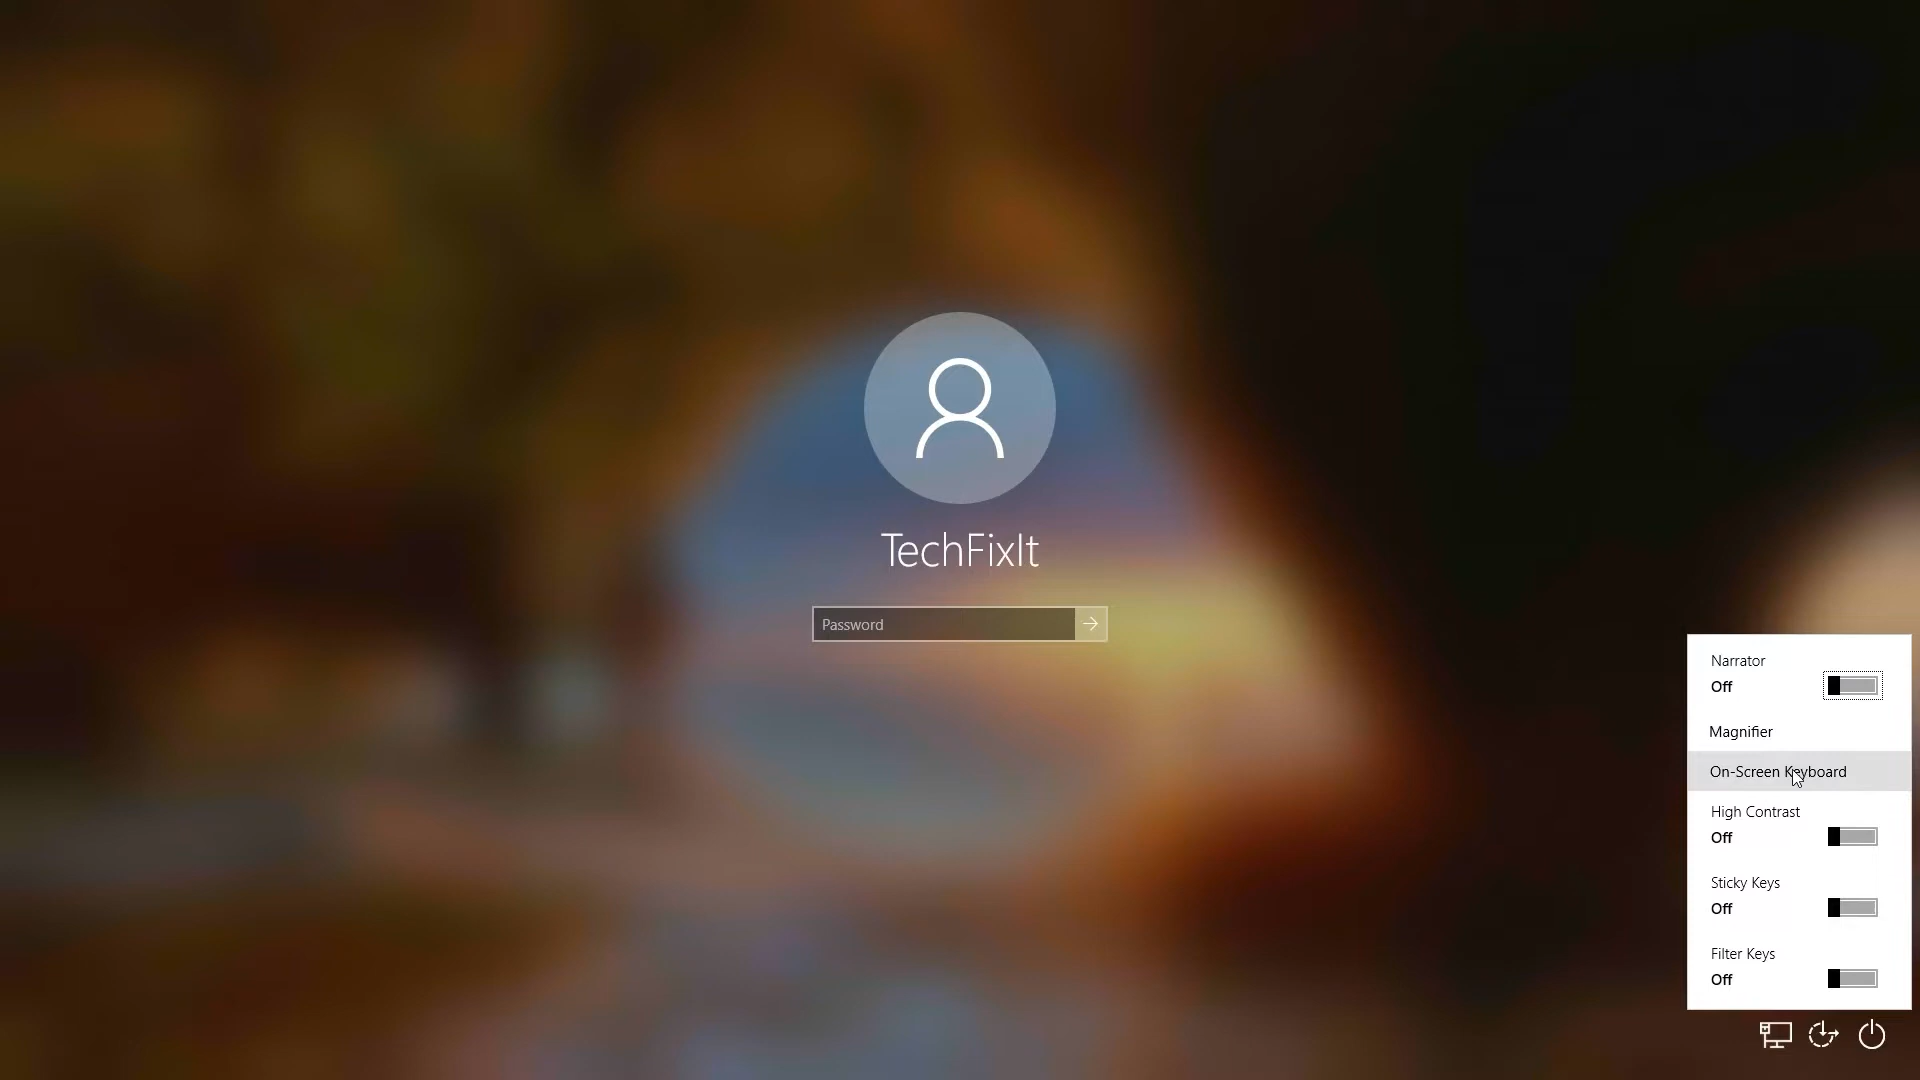 TechFixIt
Password
Narrator
Off
Magnifier
On-Screen Keyboard
High Contrast
Off
Sticky Keys
Off
Filter Keys
Off